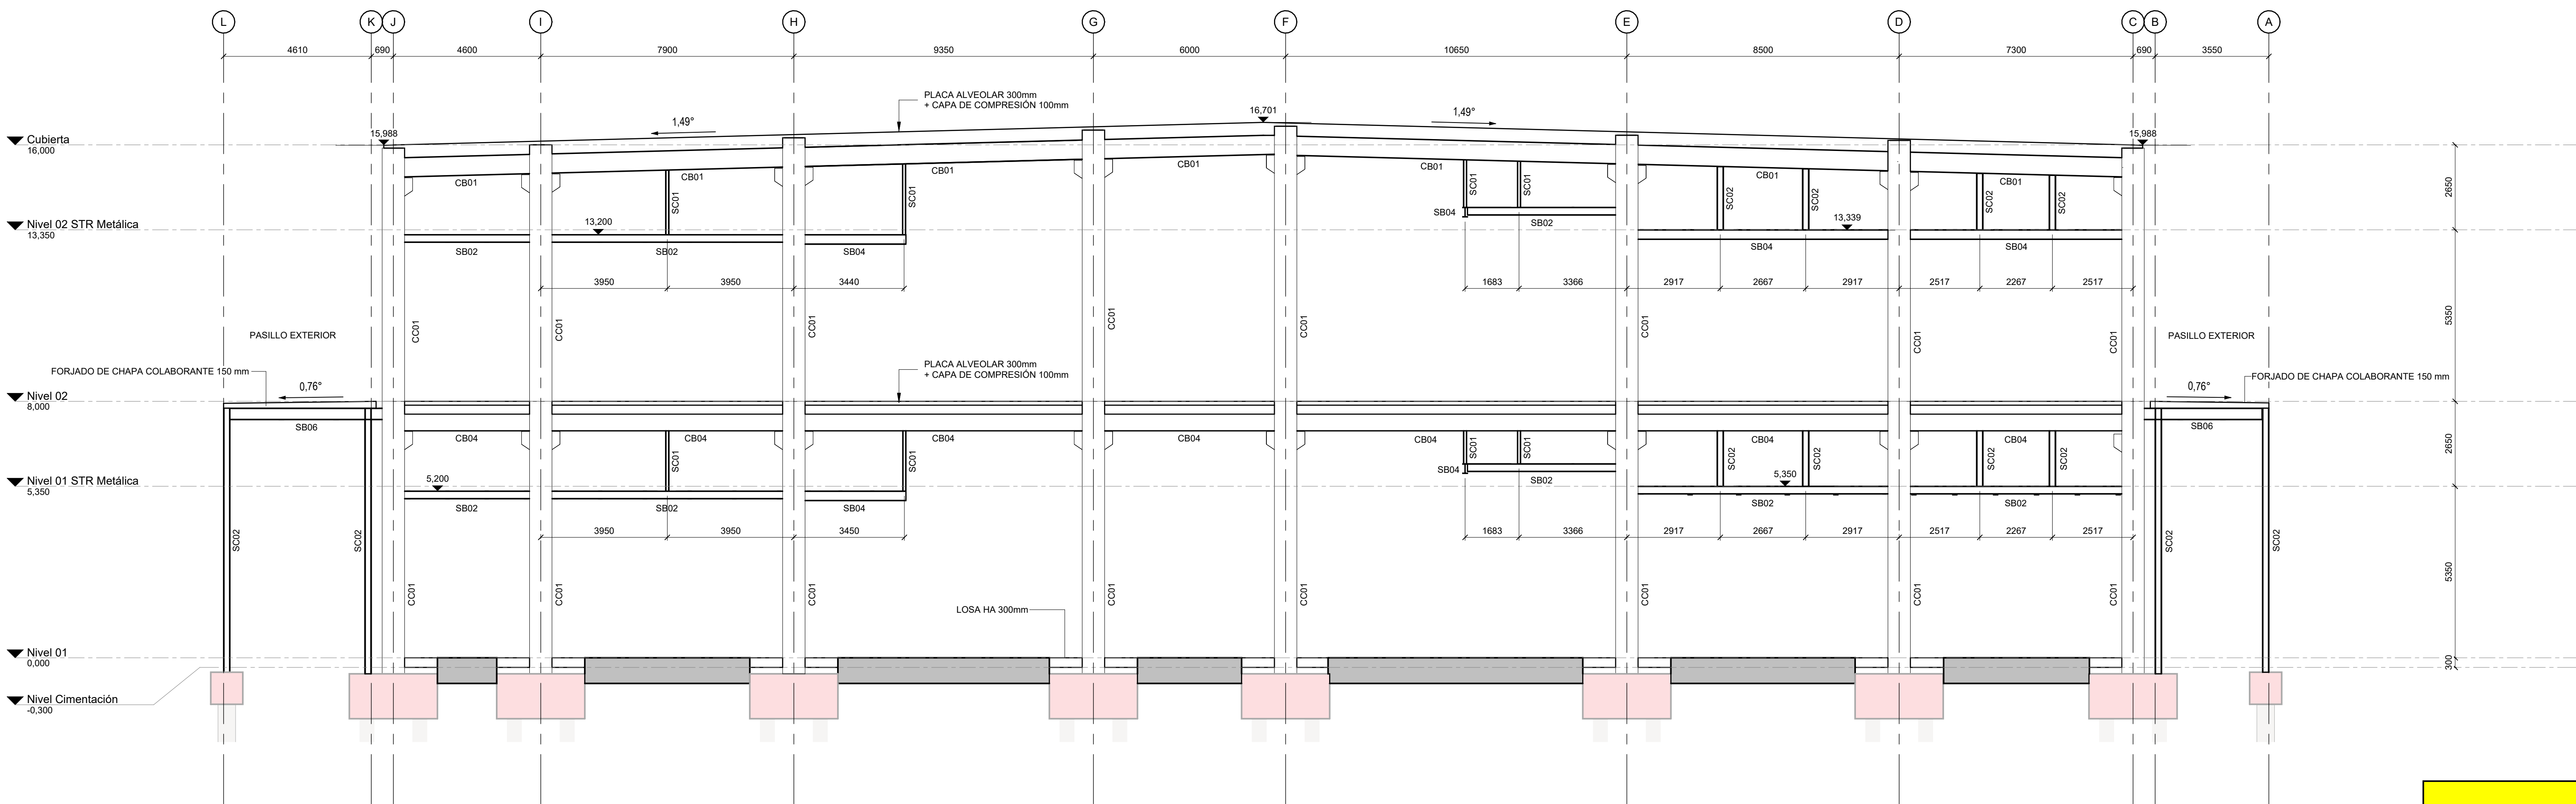 L K J I H G F E D C B A
4610 690 4600 7900 9350 6000 10650 8500 7300 690 3550
PLACA ALVEOLAR 300mm
+ CAPA DE COMPRESIÓN 100mm
1,49° 16,701 1,49°
Cubierta 15,988 15,988
16,000
CB01 CB01 CB01 CB01 CB01 CB01 CB01
SC01 SC01 SC01 SC01 SC02 SC02 SC02 SC02
2650
SB04
SB02
Nivel 02 STR Metálica 13,200 13,339
13,350
SB02 SB02 SB04 SB04 SB04
3950 3950 3440 1683 3366 2917 2667 2917 2517 2267 2517
5350
PASILLO EXTERIOR CC01 CC01 CC01 CC01 CC01 CC01 CC01 CC01 PASILLO EXTERIOR
PLACA ALVEOLAR 300mm
+ CAPA DE COMPRESIÓN 100mm
FORJADO DE CHAPA COLABORANTE 150 mm FORJADO DE CHAPA COLABORANTE 150 mm
0,76° 0,76°
Nivel 02
8,000
SB06 SB06
CB04 CB04 CB04 CB04 CB04 CB04 CB04
SC01 SC01 SC01 SC01 SC02 SC02 SC02 SC02
2650
SB04
SB02
Nivel 01 STR Metálica 5,200 5,350
5,350
SB02 SB02 SB04 SB02 SB02
3950 3950 3450 1683 3366 2917 2667 2917 2517 2267 2517
SC02 SC02 SC02 SC02
5350
CC01 CC01 CC01 CC01 CC01 CC01 CC01 CC01
LOSA HA 300mm
Nivel 01
0,000
300
Nivel Cimentación
-0,300